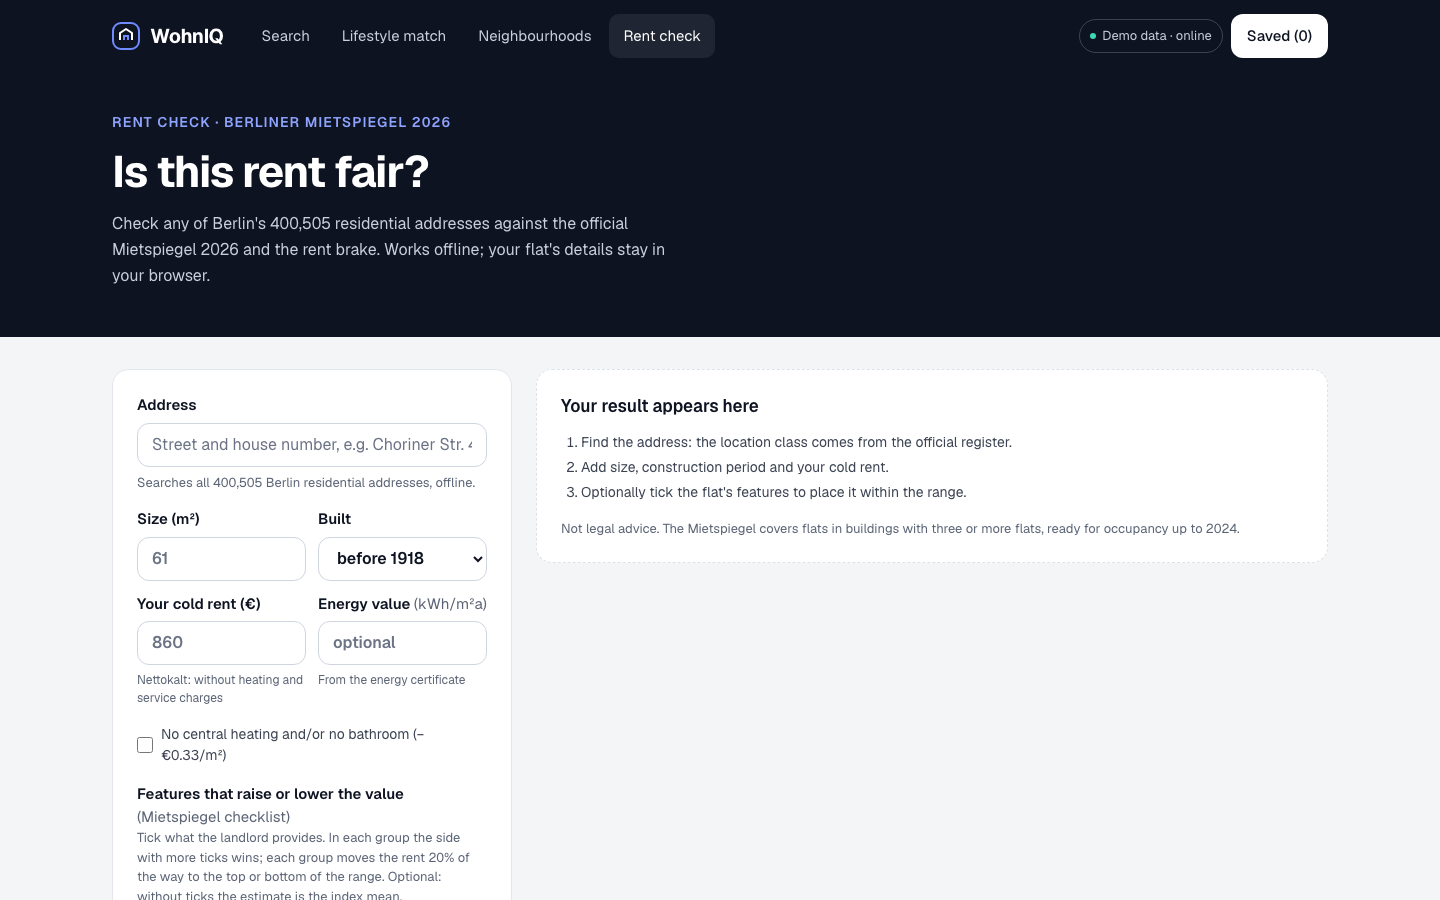 WohnIQ
Search
Lifestyle match
Neighbourhoods
Rent check
Demo data · online
Saved (0)
RENT CHECK · BERLINER MIETSPIEGEL 2026
Is this rent fair?
Check any of Berlin's 400,505 residential addresses against the official
Mietspiegel 2026 and the rent brake. Works offline; your flat's details stay in
your browser.
Address
Street and house number, e.g. Choriner Str.
Searches all 400,505 Berlin residential addresses, offline.
Size (m²)
Built
61
before 1918
Your cold rent (€)
Energy value (kWh/m²a)
860
optional
Nettokalt: without heating and
service charges
From the energy certificate
No central heating and/or no bathroom (–
€0.33/m²)
Features that raise or lower the value
(Mietspiegel checklist)
Tick what the landlord provides. In each group the side
with more ticks wins; each group moves the rent 20% of
the way to the top or bottom of the range. Optional:
without ticks the estimate is the index mean.
Your result appears here
1. Find the address: the location class comes from the official register.
2. Add size, construction period and your cold rent.
3. Optionally tick the flat's features to place it within the range.
Not legal advice. The Mietspiegel covers flats in buildings with three or more flats, ready for occupancy up to 2024.